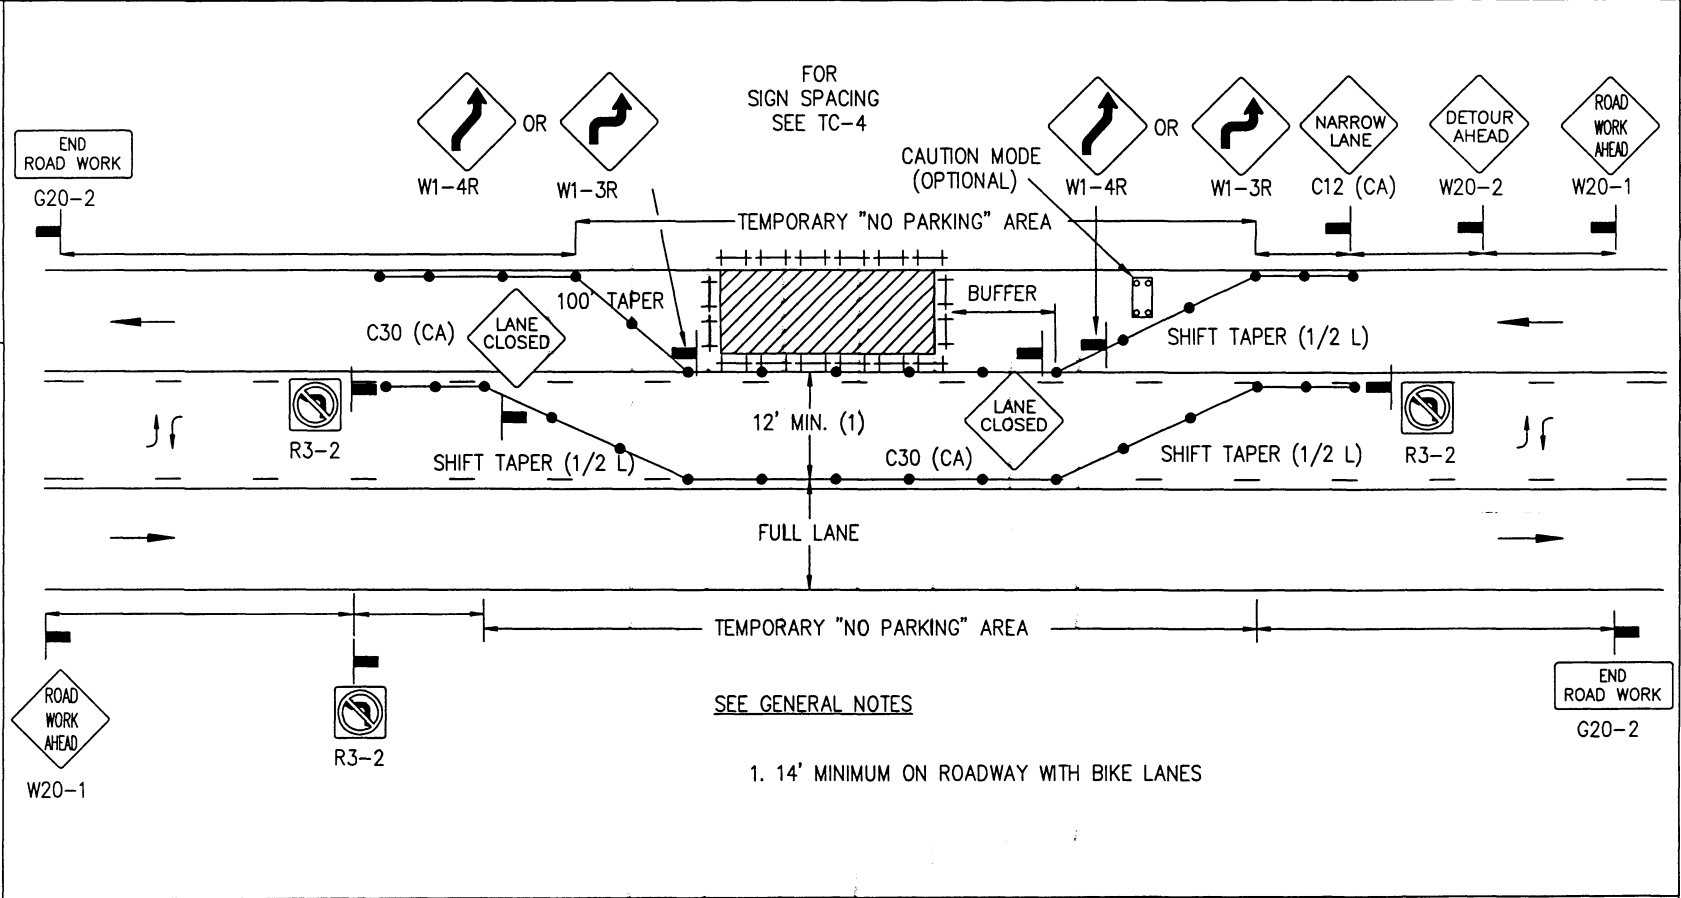 FOR
SIGN SPACING
SEE TC-4
END
ROAD WORK
G20-2
W1-4R
OR
W1-3R
CAUTION MODE
(OPTIONAL)
W1-4R
OR
W1-3R
NARROW
LANE
C12 (CA)
DETOUR
AHEAD
W20-2
ROAD
WORK
AHEAD
W20-1
TEMPORARY "NO PARKING" AREA
100' TAPER
BUFFER
C30 (CA)
LANE
CLOSED
SHIFT TAPER (1/2 L)
R3-2
SHIFT TAPER (1/2 L)
12' MIN. (1)
C30 (CA)
LANE
CLOSED
SHIFT TAPER (1/2 L)
R3-2
FULL LANE
TEMPORARY "NO PARKING" AREA
ROAD
WORK
AHEAD
W20-1
R3-2
END
ROAD WORK
G20-2
SEE GENERAL NOTES
1. 14' MINIMUM ON ROADWAY WITH BIKE LANES